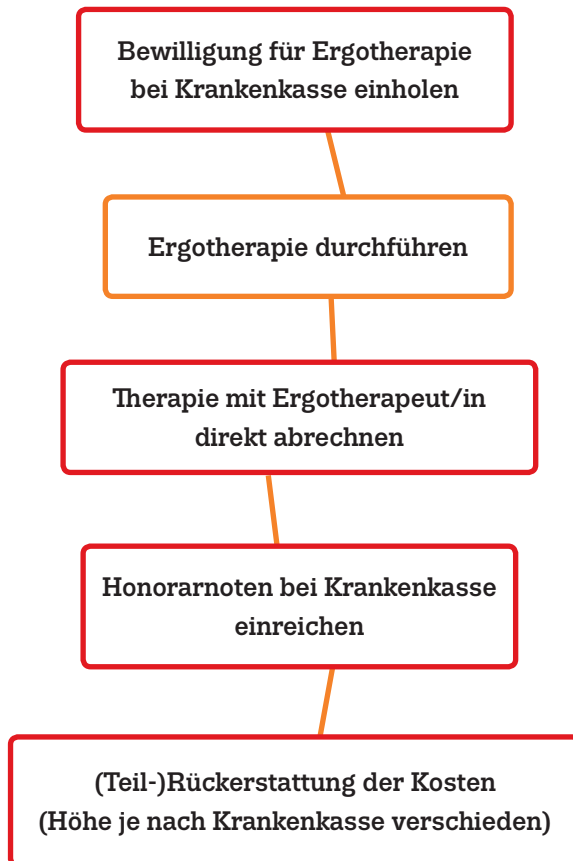 Bewilligung für Ergotherapie
bei Krankenkasse einholen
Ergotherapie durchführen
Therapie mit Ergotherapeut/in
direkt abrechnen
Honorarnoten bei Krankenkasse
einreichen
(Teil-)Rückerstattung der Kosten
(Höhe je nach Krankenkasse verschieden)